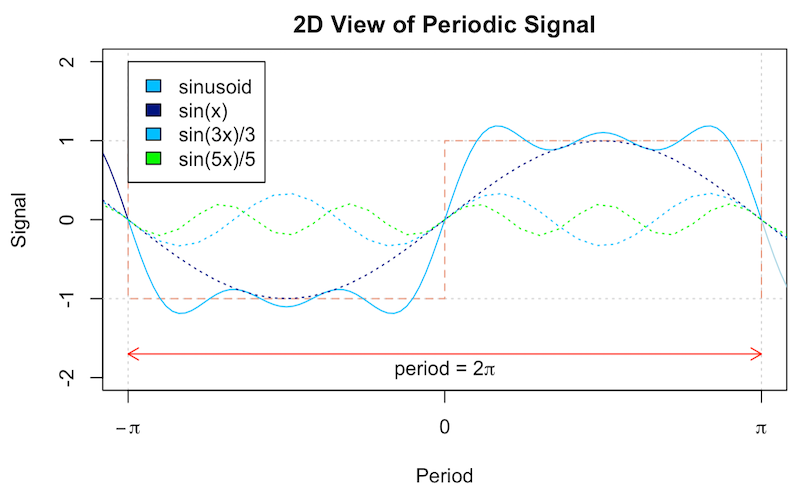 2D View of Periodic Signal
Signal
2
1
0
-1
-2
sinusoid
sin(x)
sin(3x)/3
sin(5x)/5
period = 2π
-π
0
π
Period